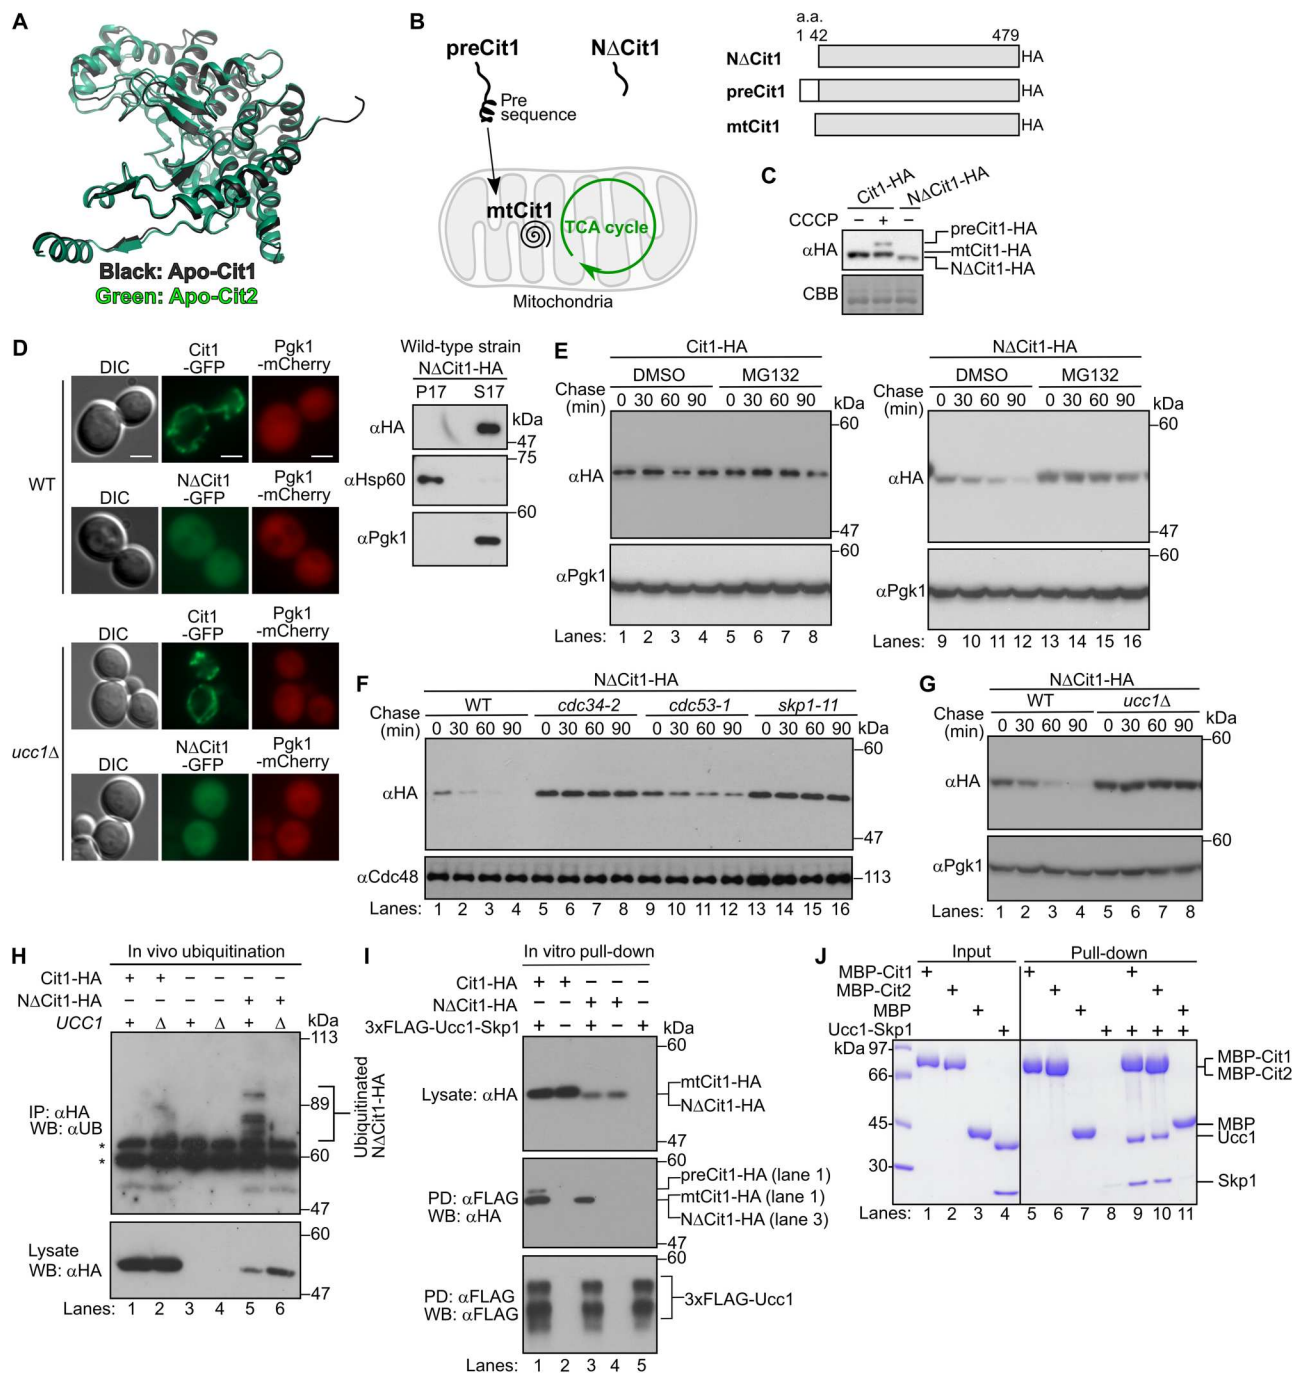 A
Black: Apo-Cit1
Green: Apo-Cit2
B
preCit1
NΔCit1
Pre
sequence
mtCit1
TCA cycle
Mitochondria
a.a.
1 42 479
NΔCit1 HA
preCit1 HA
mtCit1 HA
C
Cit1-HA
NΔCit1-HA
CCCP − + −
αHA
preCit1-HA
mtCit1-HA
NΔCit1-HA
CBB
D
WT
DIC
Cit1
-GFP
Pgk1
-mCherry
DIC
NΔCit1
-GFP
Pgk1
-mCherry
ucc1Δ
DIC
Cit1
-GFP
Pgk1
-mCherry
DIC
NΔCit1
-GFP
Pgk1
-mCherry
Wild-type strain
NΔCit1-HA
P17 S17
kDa
αHA
47
75
αHsp60
60
αPgk1
E
Cit1-HA
DMSO MG132
Chase
(min)
0 30 60 90 0 30 60 90
kDa
60
αHA
47
60
αPgk1
Lanes: 1 2 3 4 5 6 7 8
NΔCit1-HA
DMSO MG132
Chase
(min)
0 30 60 90 0 30 60 90
kDa
60
αHA
47
60
αPgk1
Lanes: 9 10 11 12 13 14 15 16
F
NΔCit1-HA
WT cdc34-2 cdc53-1 skp1-11
Chase
(min)
0 30 60 90 0 30 60 90 0 30 60 90 0 30 60 90
kDa
60
αHA
47
αCdc48
113
Lanes: 1 2 3 4 5 6 7 8 9 10 11 12 13 14 15 16
G
NΔCit1-HA
WT ucc1Δ
Chase
(min)
0 30 60 90 0 30 60 90
kDa
60
αHA
60
αPgk1
Lanes: 1 2 3 4 5 6 7 8
H
In vivo ubiquitination
Cit1-HA + + − − − −
NΔCit1-HA − − − − + +
UCC1 + Δ + Δ + Δ
kDa
113
89
IP: αHA
WB: αUB
*
*
60
47
Ubiquitinated
NΔCit1-HA
60
Lysate
WB: αHA
47
Lanes: 1 2 3 4 5 6
I
In vitro pull-down
Cit1-HA + + − − −
NΔCit1-HA − − + + −
3xFLAG-Ucc1-Skp1 + − + − +
kDa
60
Lysate: αHA
mtCit1-HA
NΔCit1-HA
47
60
PD: αFLAG
WB: αHA
preCit1-HA (lane 1)
mtCit1-HA (lane 1)
NΔCit1-HA (lane 3)
47
60
PD: αFLAG
WB: αFLAG
3xFLAG-Ucc1
Lanes: 1 2 3 4 5
J
Input Pull-down
MBP-Cit1 + + +
MBP-Cit2 + + +
MBP + + +
Ucc1-Skp1 + + + + +
kDa 97
66
45
30
MBP-Cit1
MBP-Cit2
MBP
Ucc1
Skp1
Lanes: 1 2 3 4 5 6 7 8 9 10 11